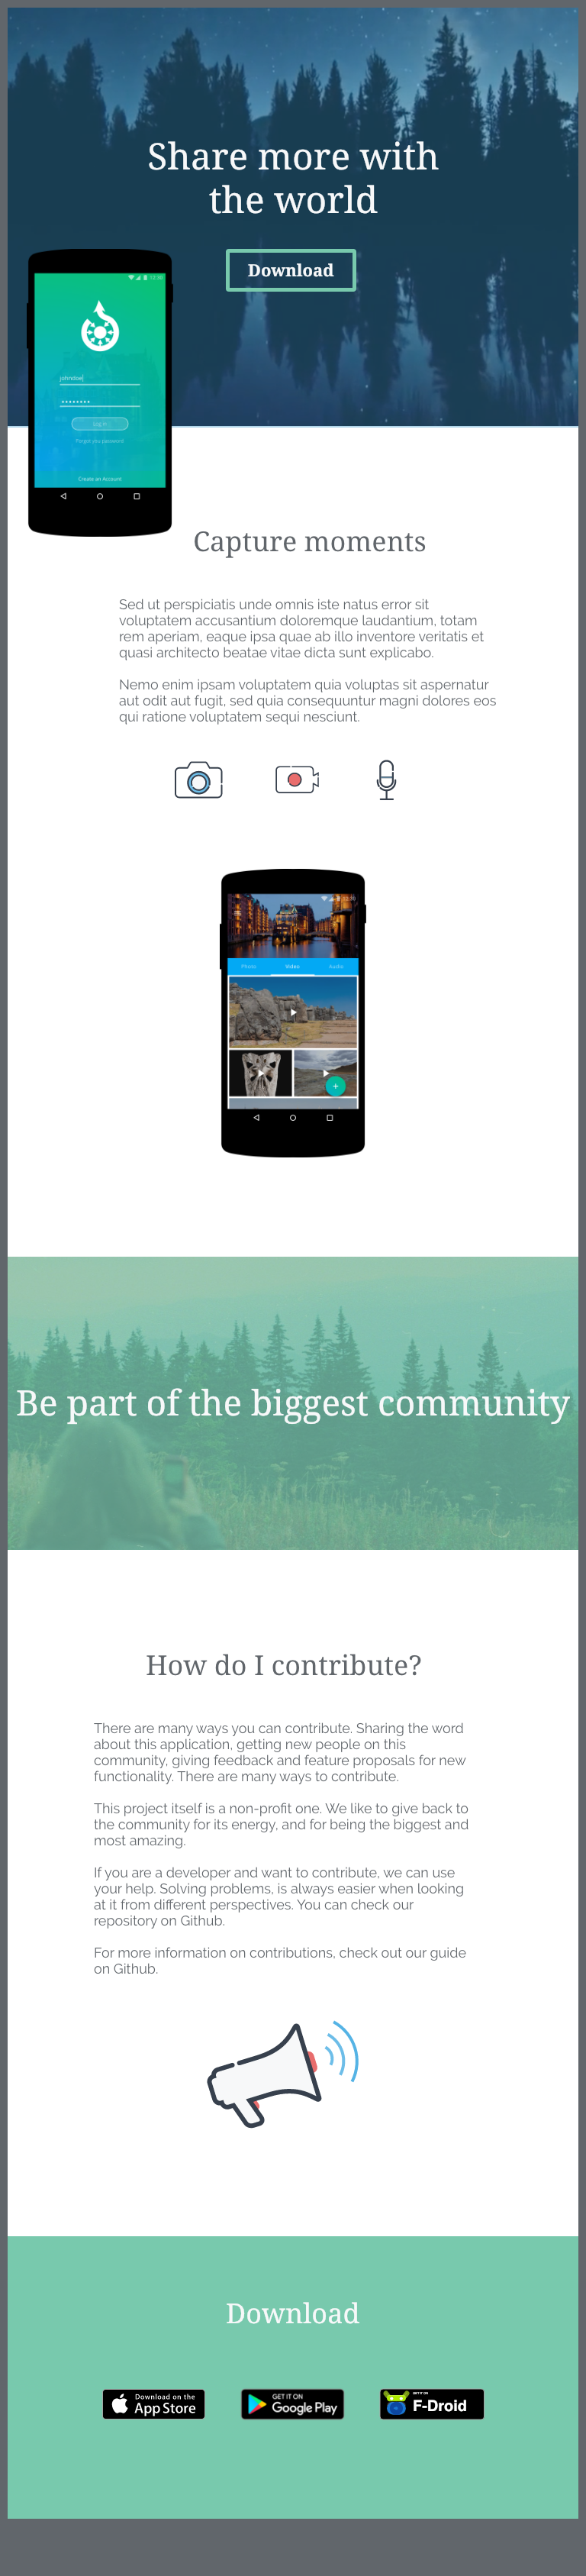 Share more with
the world
Download
12:30
johndoe
Log in
Forgot you password
Create an Account
Capture moments
Sed ut perspiciatis unde omnis iste natus error sit
voluptatem accusantium doloremque laudantium, totam
rem aperiam, eaque ipsa quae ab illo inventore veritatis et
quasi architecto beatae vitae dicta sunt explicabo.
Nemo enim ipsam voluptatem quia voluptas sit aspernatur
aut odit aut fugit, sed quia consequuntur magni dolores eos
qui ratione voluptatem sequi nesciunt.
Photo Video Audio
Be part of the biggest community
How do I contribute?
There are many ways you can contribute. Sharing the word
about this application, getting new people on this
community, giving feedback and feature proposals for new
functionality. There are many ways to contribute.
This project itself is a non-profit one. We like to give back to
the community for its energy, and for being the biggest and
most amazing.
If you are a developer and want to contribute, we can use
your help. Solving problems, is always easier when looking
at it from different perspectives. You can check our
repository on Github.
For more information on contributions, check out our guide
on Github.
Download
Download on the
App Store
GET IT ON
Google Play
GET IT ON
F-Droid